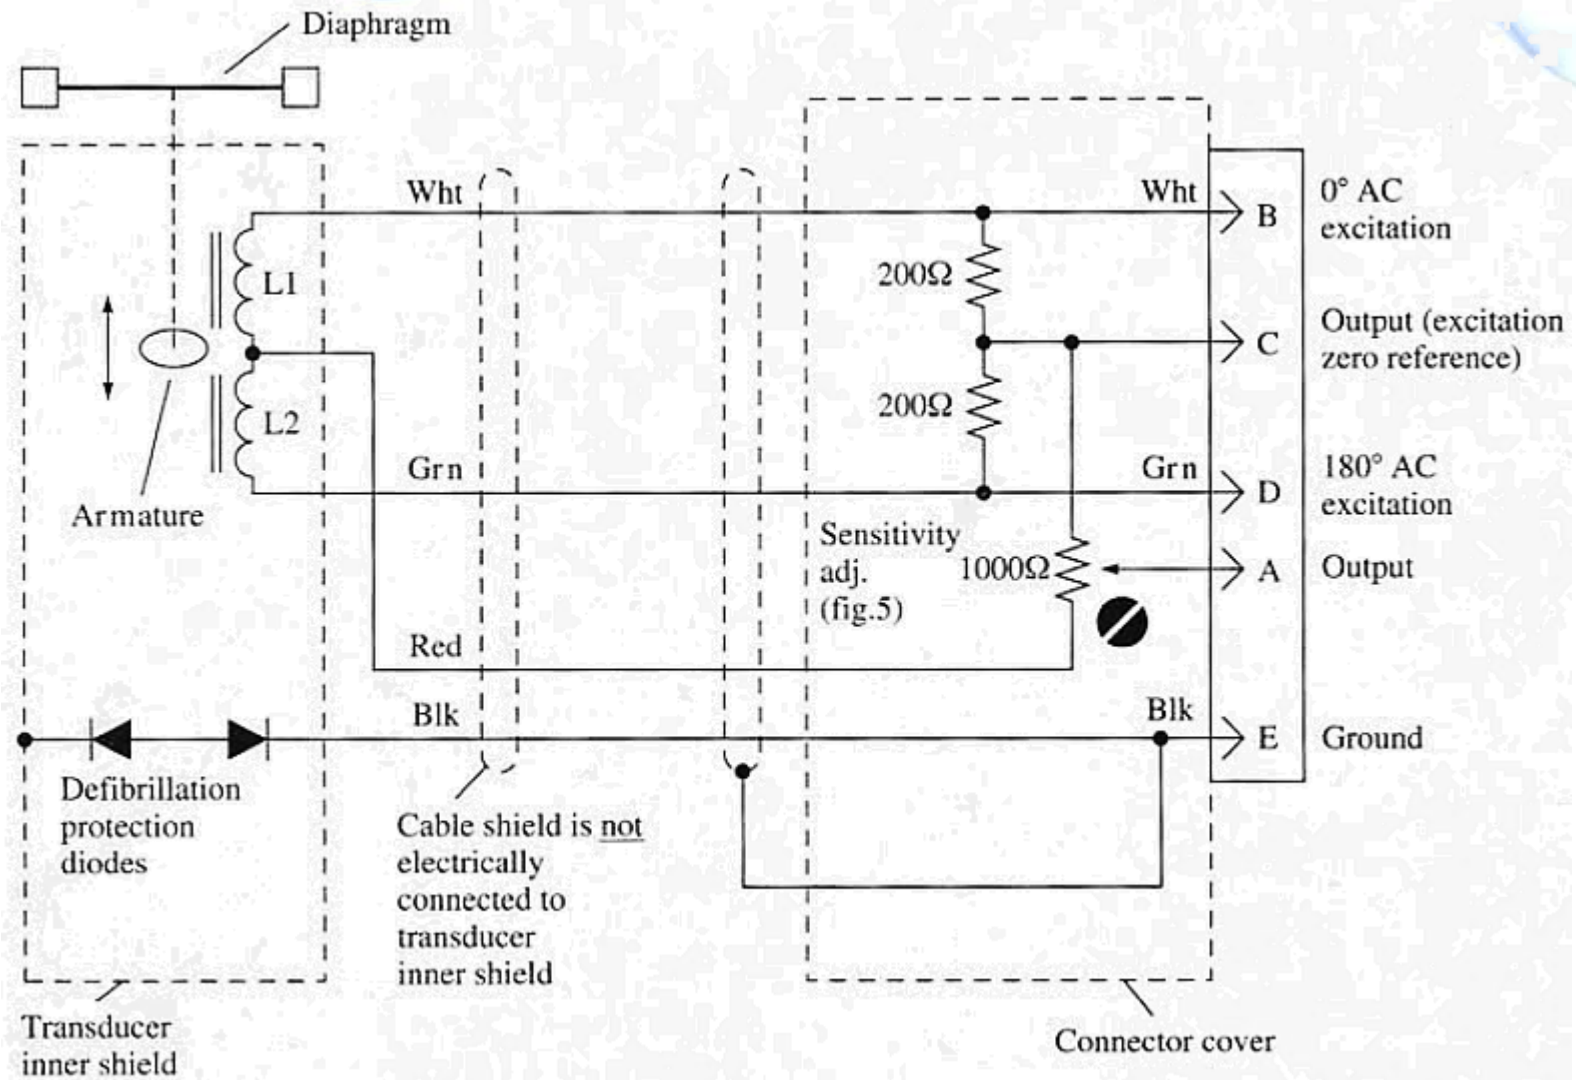 Diaphragm
Wht
Wht
B
0° AC
excitation
L1
200Ω
C
Output (excitation
zero reference)
L2
200Ω
Grn
Grn
D
180° AC
excitation
Armature
Sensitivity
adj.
(fig.5)
1000Ω
A
Output
Red
Blk
Blk
E
Ground
Defibrillation
protection
diodes
Cable shield is not
electrically
connected to
transducer
inner shield
Transducer
inner shield
Connector cover